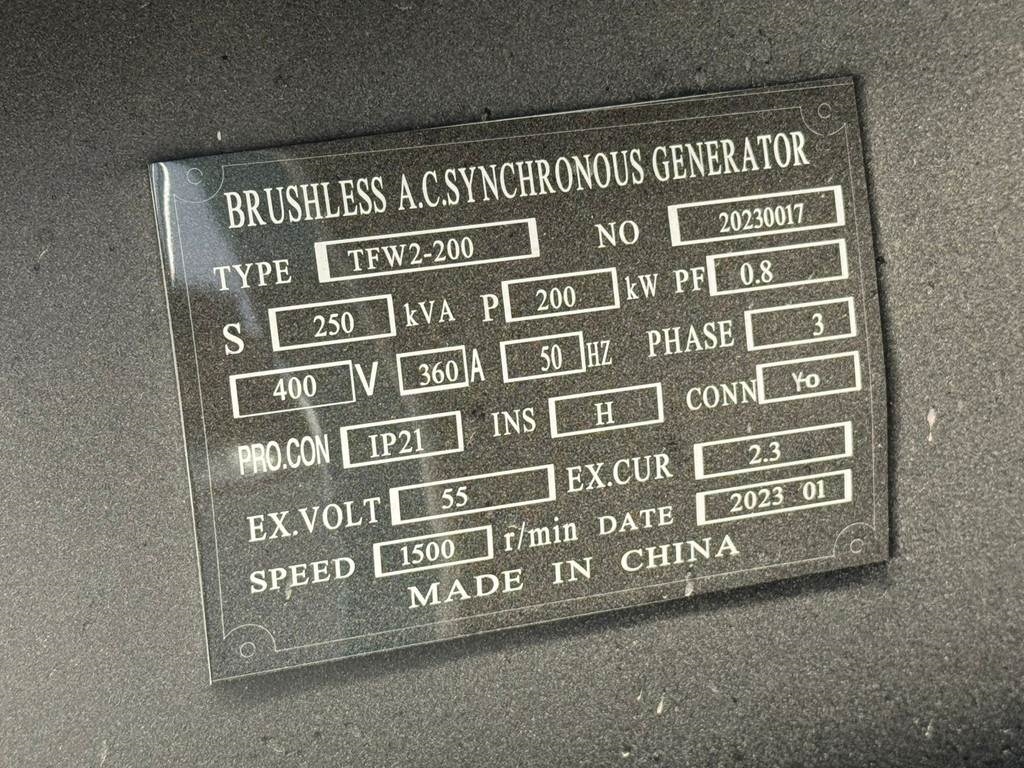 BRUSHLESS A.C.SYNCHRONOUS GENERATOR
TYPE TFW2-200 NO 20230017
S 250 kVA P 200 kW PF 0.8
400 V 360 A 50 HZ PHASE 3
PRO.CON IP21 INS H CONN Yo
EX.VOLT 55 EX.CUR 2.3
SPEED 1500 r/min DATE 2023 01
MADE IN CHINA